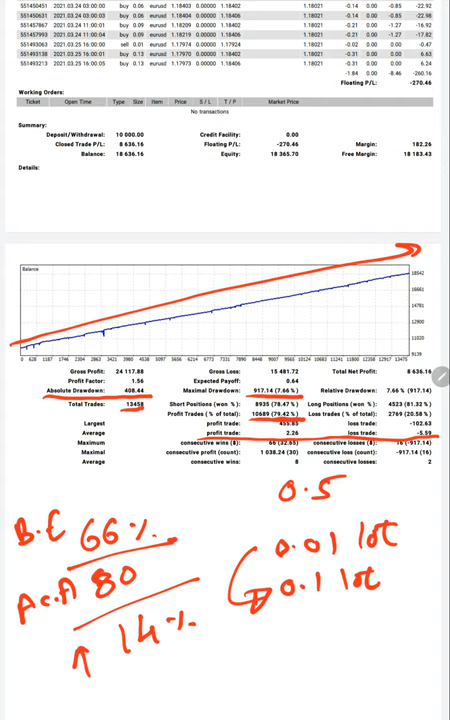 551450451 2021.03.24 03:00:00 buy 0.06 eurusd 1.18403 0.00000 1.18402 1.18021 -0.14 0.00 -0.85 -22.92
551450631 2021.03.24 03:00:03 buy 0.06 eurusd 1.18404 0.00000 1.18406 1.18021 -0.14 0.00 -0.85 -22.98
551457867 2021.03.24 11:00:01 buy 0.09 eurusd 1.18209 0.00000 1.18402 1.18021 -0.21 0.00 -1.27 -16.92
551457993 2021.03.24 11:00:04 buy 0.09 eurusd 1.18219 0.00000 1.18406 1.18021 -0.21 0.00 -1.27 -17.82
551493063 2021.03.25 16:00:00 sell 0.01 eurusd 1.17974 0.00000 1.17924 1.18021 -0.02 0.00 0.00 -0.47
551493138 2021.03.25 16:00:01 buy 0.13 eurusd 1.17970 0.00000 1.18402 1.18021 -0.31 0.00 0.00 6.63
551493213 2021.03.25 16:00:05 buy 0.13 eurusd 1.17973 0.00000 1.18406 1.18021 -0.31 0.00 0.00 6.24
-1.84 0.00 -8.46 -260.16
Floating P/L: -270.46
Working Orders:
Ticket Open Time Type Size Item Price S / L T / P Market Price
No transactions
Summary:
Deposit/Withdrawal: 10 000.00 Credit Facility: 0.00
Closed Trade P/L: 8 636.16 Floating P/L: -270.46 Margin: 182.26
Balance: 18 636.16 Equity: 18 365.70 Free Margin: 18 183.43
Details:
Balance
18542
16661
14781
12900
11020
9139
0 628 1187 1746 2304 2863 3421 3980 4538 5097 5656 6214 6773 7331 7890 8448 9007 9565 10124 10683 11241 11800 12358 12917 13475
Gross Profit: 24 117.88 Gross Loss: 15 481.72 Total Net Profit: 8 636.16
Profit Factor: 1.56 Expected Payoff: 0.64
Absolute Drawdown: 408.44 Maximal Drawdown: 917.14 (7.66 %) Relative Drawdown: 7.66 % (917.14)
Total Trades: 13458 Short Positions (won %): 8935 (78.47 %) Long Positions (won %): 4523 (81.32 %)
Profit Trades (% of total): 10689 (79.42 %) Loss trades (% of total): 2769 (20.58 %)
Largest profit trade: 455.85 loss trade: -102.63
Average profit trade: 2.26 loss trade: -5.59
Maximum consecutive wins ($): 66 (32.65) consecutive losses ($): 16 (-917.14)
Maximal consecutive profit (count): 1 038.24 (30) consecutive loss (count): -917.14 (16)
Average consecutive wins: 8 consecutive losses: 2
0.5
B.E 66%.
0.01 lot
Ac.A 80
0.1 lot
14%